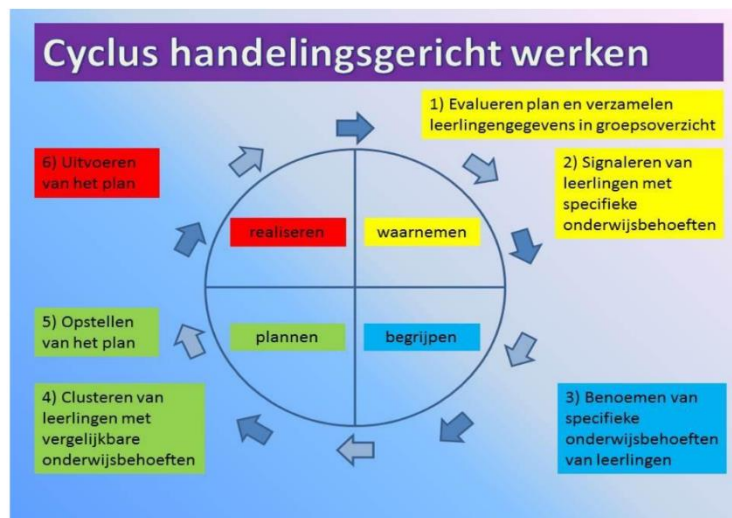 Cyclus handelingsgericht werken
1) Evalueren plan en verzamelen
leerlingengegevens in groepsoverzicht
2) Signaleren van
leerlingen met
specifieke
onderwijsbehoeften
3) Benoemen van
specifieke
onderwijsbehoeften
van leerlingen
4) Clusteren van
leerlingen met
vergelijkbare
onderwijsbehoeften
5) Opstellen
van het plan
6) Uitvoeren
van het plan
realiseren
waarnemen
plannen
begrijpen